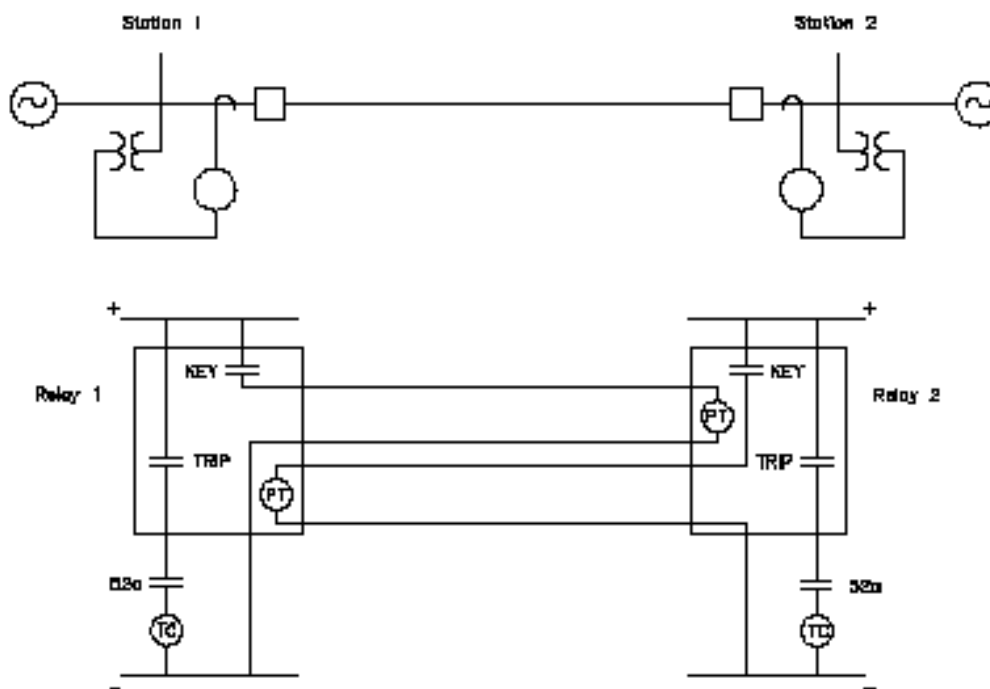 Station 1
Station 2
+
+
KEY
KEY
Relay 1
Relay 2
PT
TRIP
TRIP
PT
52a
52a
TC
TC
-
-